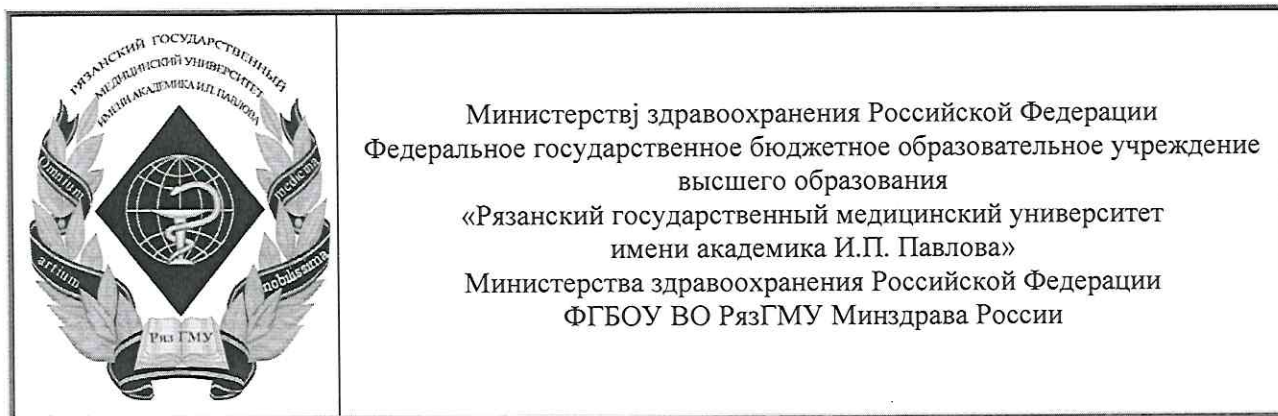 РЯЗАНСКИЙ ГОСУДАРСТВЕННЫЙ
МЕДИЦИНСКИЙ УНИВЕРСИТЕТ
ИМЕНИ АКАДЕМИКА И.П. ПАВЛОВА
Omnium
medicina
artium
nobilissima
Ряз ГМУ
Министерствј здравоохранения Российской Федерации
Федеральное государственное бюджетное образовательное учреждение
высшего образования
«Рязанский государственный медицинский университет
имени академика И.П. Павлова»
Министерства здравоохранения Российской Федерации
ФГБОУ ВО РязГМУ Минздрава России